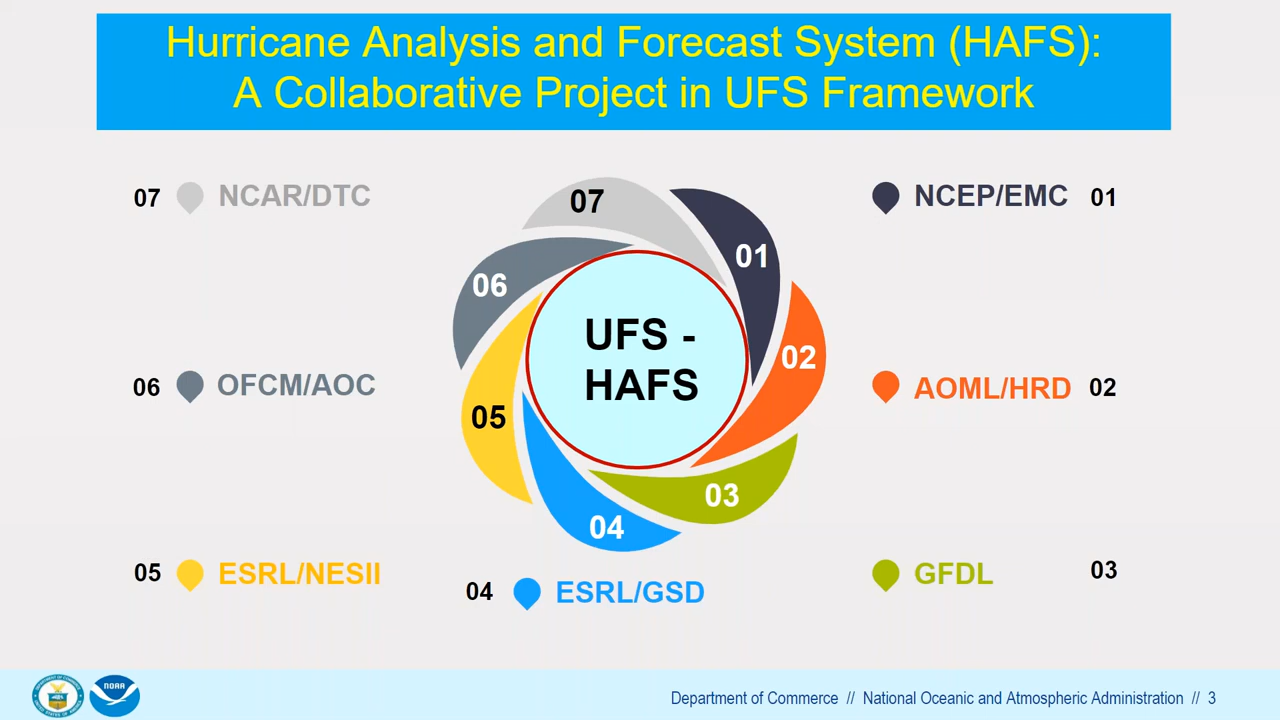 Hurricane Analysis and Forecast System (HAFS):
A Collaborative Project in UFS Framework
07 NCAR/DTC
NCEP/EMC 01
07
01
06
02
UFS -
HAFS
06 OFCM/AOC
AOML/HRD 02
05
03
04
05 ESRL/NESII
04 ESRL/GSD
GFDL 03
NOAA
Department of Commerce // National Oceanic and Atmospheric Administration // 3